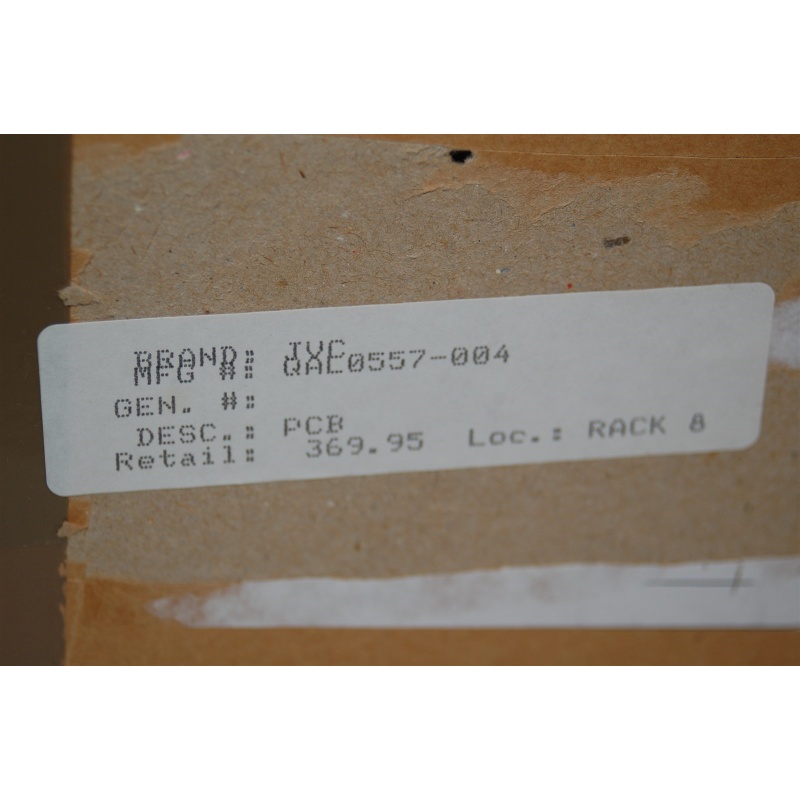 BRAND: JVC
MFG #: QAL0557-004
GEN. #:
DESC.: PCB
Retail: 369.95 Loc.: RACK 8